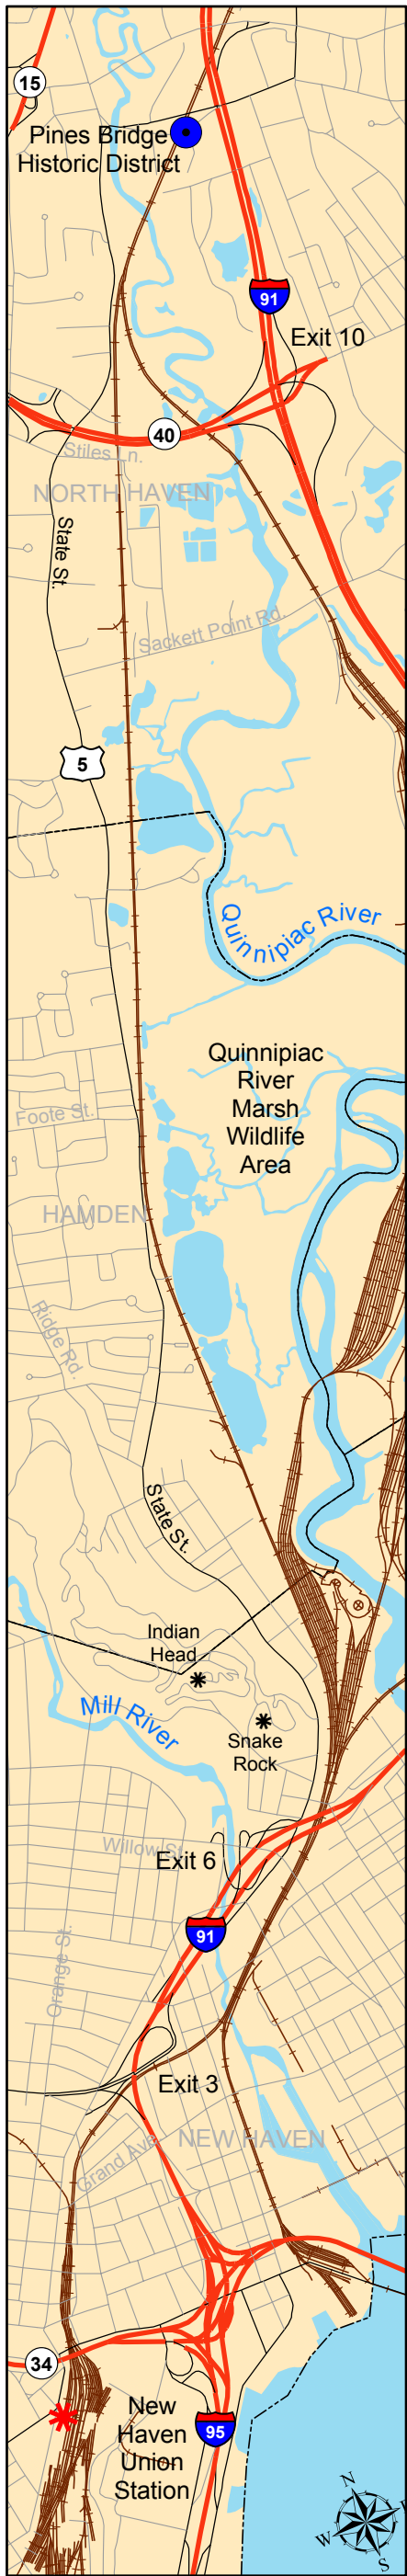 15
Pines Bridge
Historic District
91
Exit 10
40
Stiles Ln.
NORTH HAVEN
State St.
Sackett Point Rd.
5
Quinnipiac River
Quinnipiac
River
Marsh
Wildlife
Area
Foote St.
HAMDEN
Ridge Rd.
State St.
Indian
Head
Mill River
Snake
Rock
Willow St.
Exit 6
91
Orange St.
Exit 3
NEW HAVEN
Grand Ave.
34
New
Haven
Union
Station
95
N
W
S